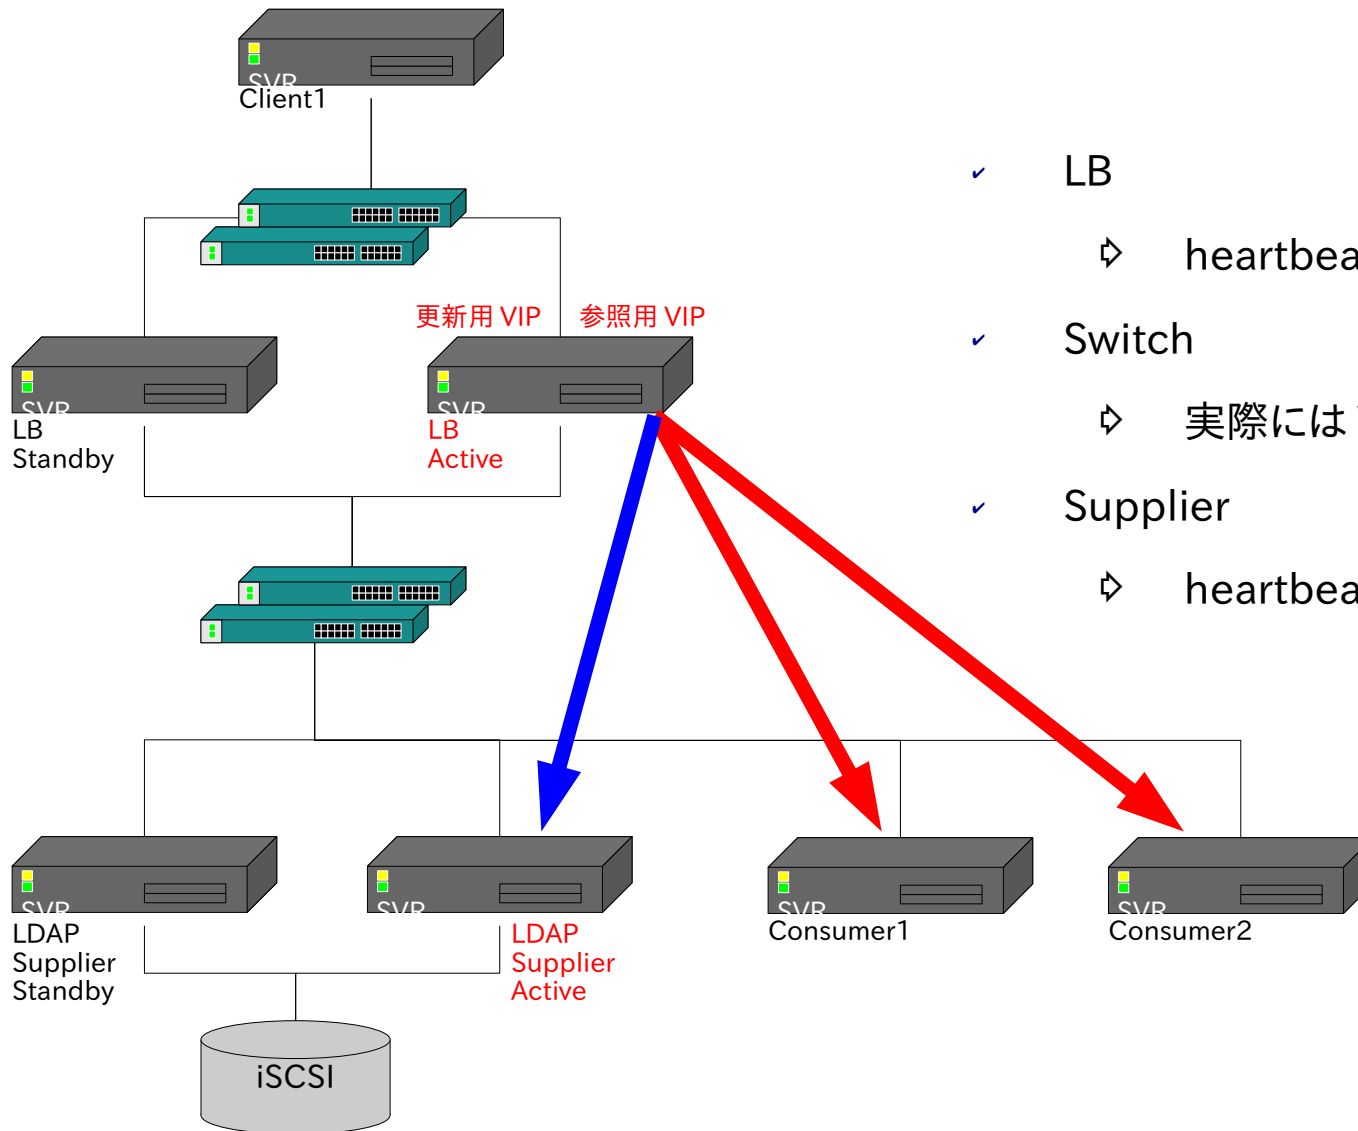 SVR
Client1
更新用 VIP
参照用 VIP
SVR
LB
Standby
SVR
LB
Active
SVR
LDAP
Supplier
Standby
SVR
LDAP
Supplier
Active
SVR
Consumer1
SVR
Consumer2
iSCSI
LB
heartbea
Switch
実際には
Supplier
heartbea